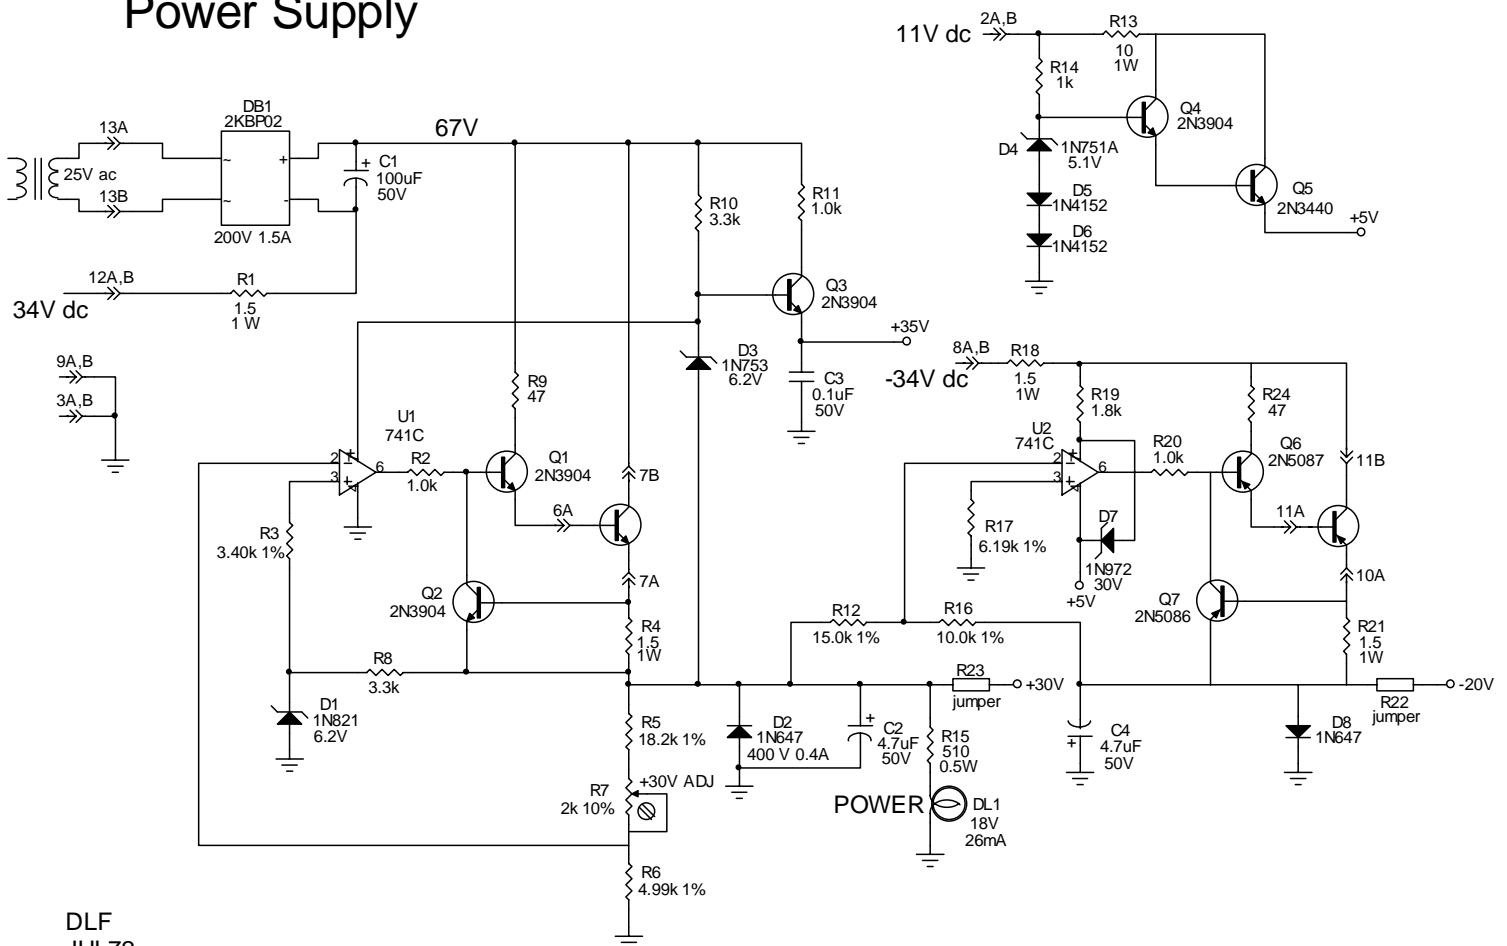 Power Supply
11V dc
2A,B
R13
10
1W
R14
1k
Q4
2N3904
D4
1N751A
5.1V
D5
1N4152
D6
1N4152
Q5
2N3440
+5V
13A
25V ac
13B
DB1
2KBP02
~
~
+
-
200V 1.5A
67V
+
C1
100uF
50V
12A,B
34V dc
R1
1.5
1 W
9A,B
3A,B
R10
3.3k
R11
1.0k
Q3
2N3904
+35V
D3
1N753
6.2V
C3
0.1uF
50V
R9
47
U1
741C
2
3
6
R2
1.0k
Q1
2N3904
7B
6A
7A
R3
3.40k 1%
Q2
2N3904
R4
1.5
1W
R8
3.3k
D1
1N821
6.2V
R5
18.2k 1%
R7
2k 10%
+30V ADJ
R6
4.99k 1%
D2
1N647
400 V 0.4A
+
C2
4.7uF
50V
R15
510
0.5W
POWER
DL1
18V
26mA
R23
jumper
+30V
R12
15.0k 1%
R16
10.0k 1%
8A,B
-34V dc
R18
1.5
1W
R19
1.8k
R24
47
U2
741C
2
3
6
R20
1.0k
Q6
2N5087
11B
11A
10A
R17
6.19k 1%
D7
1N972
30V
+5V
Q7
2N5086
R21
1.5
1W
-20V
R22
jumper
C4
4.7uF
50V
+
D8
1N647
DLF